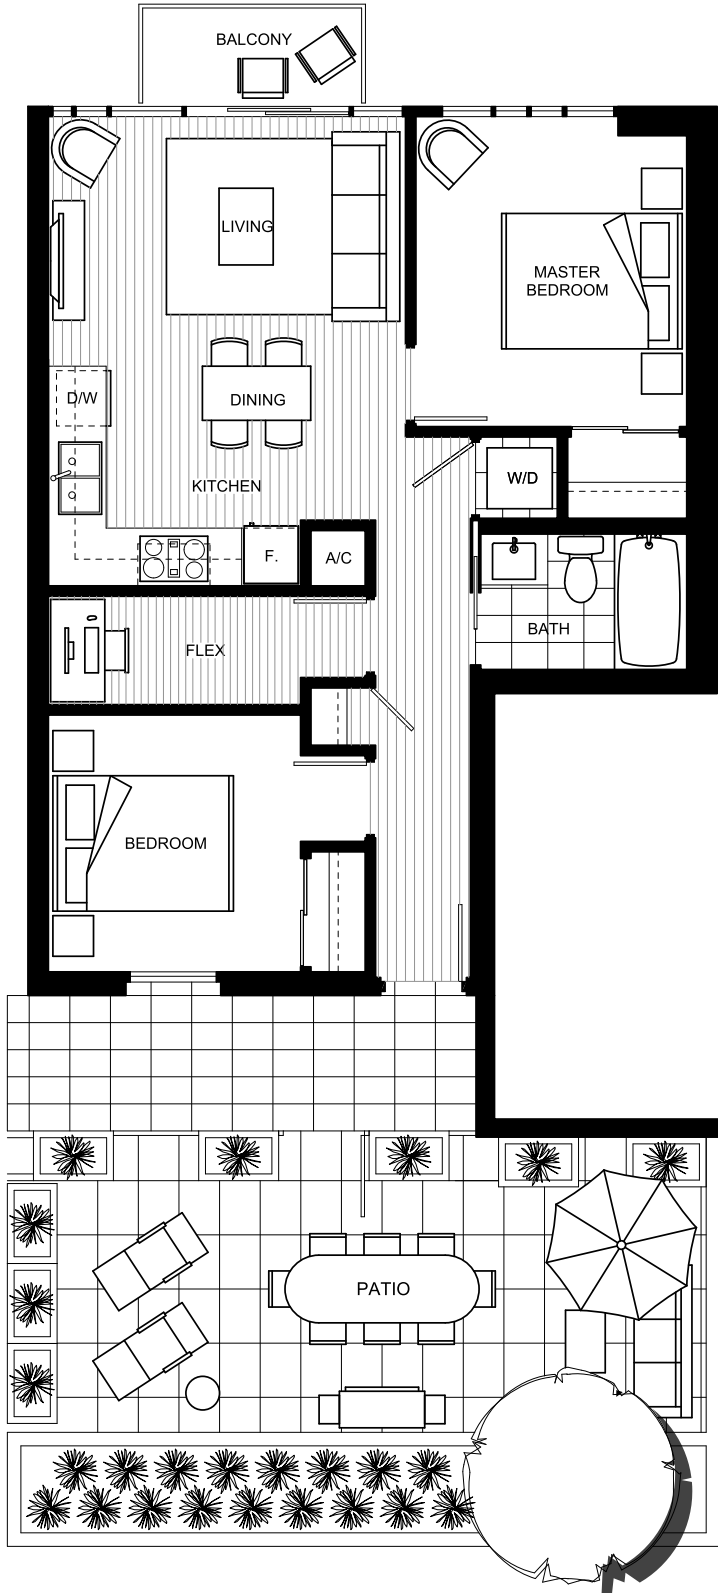 BALCONY
LIVING
MASTER
BEDROOM
D/W
DINING
KITCHEN
W/D
F.
A/C
BATH
FLEX
BEDROOM
PATIO